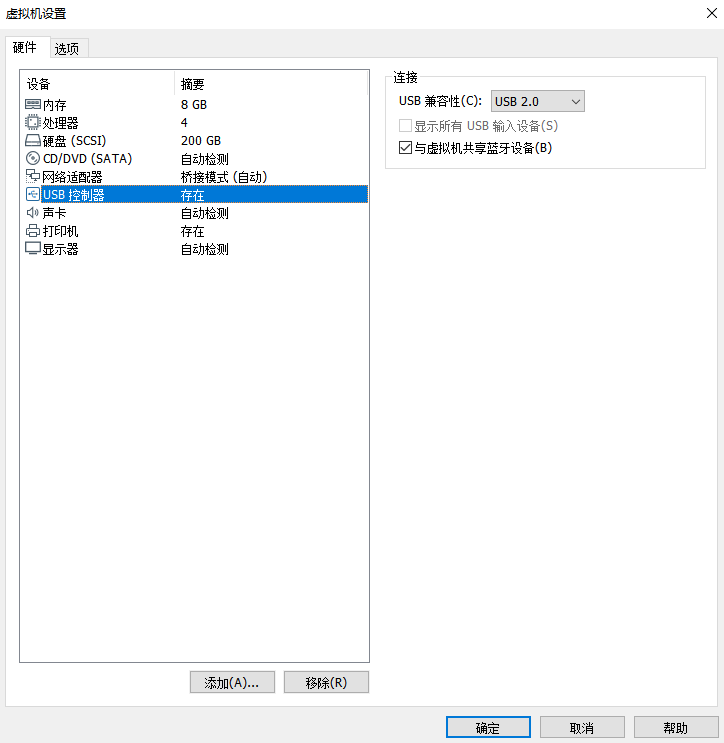 虚拟机设置
硬件 选项
设备 摘要
内存 8 GB
处理器 4
硬盘 (SCSI) 200 GB
CD/DVD (SATA) 自动检测
网络适配器 桥接模式 (自动)
USB 控制器 存在
声卡 自动检测
打印机 存在
显示器 自动检测
添加(A)... 移除(R)
连接
USB 兼容性(C): USB 2.0
显示所有 USB 输入设备(S)
与虚拟机共享蓝牙设备(B)
确定 取消 帮助